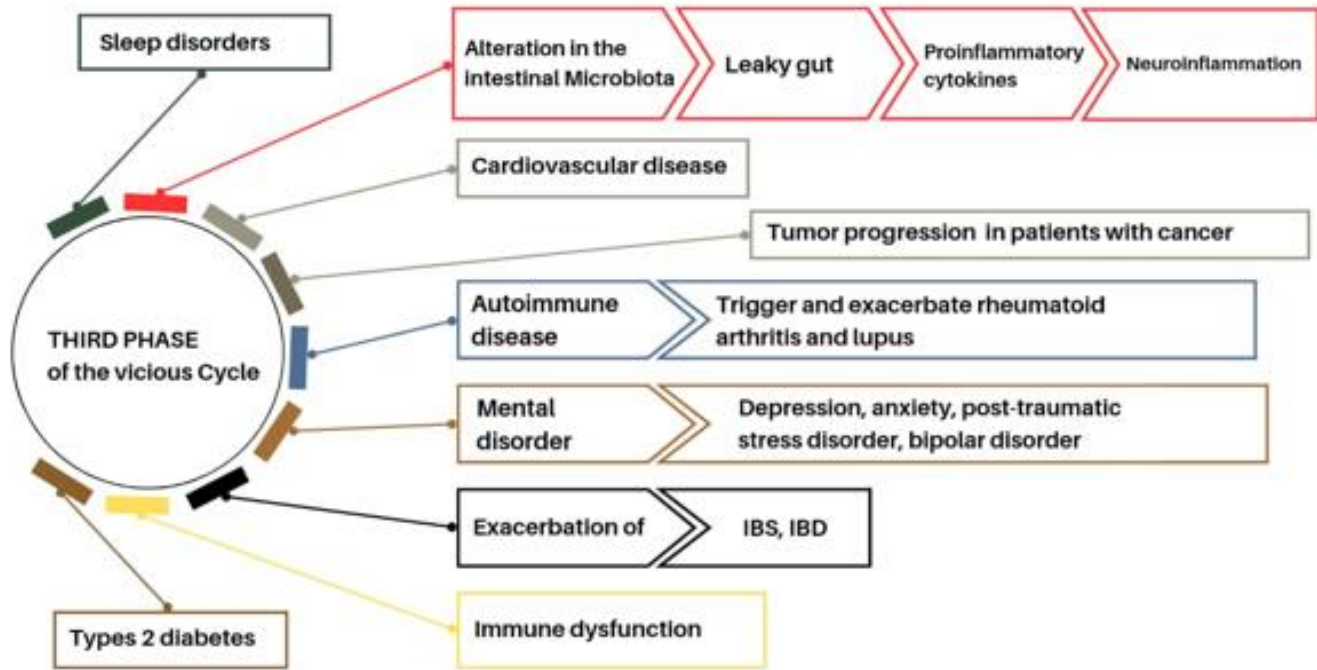 Sleep disorders
Alteration in the
intestinal Microbiota
Leaky gut
Proinflammatory
cytokines
Neuroinflammation
Cardiovascular disease
Tumor progression in patients with cancer
THIRD PHASE
of the vicious Cycle
Autoimmune
disease
Trigger and exacerbate rheumatoid
arthritis and lupus
Mental
disorder
Depression, anxiety, post-traumatic
stress disorder, bipolar disorder
Exacerbation of
IBS, IBD
Immune dysfunction
Types 2 diabetes